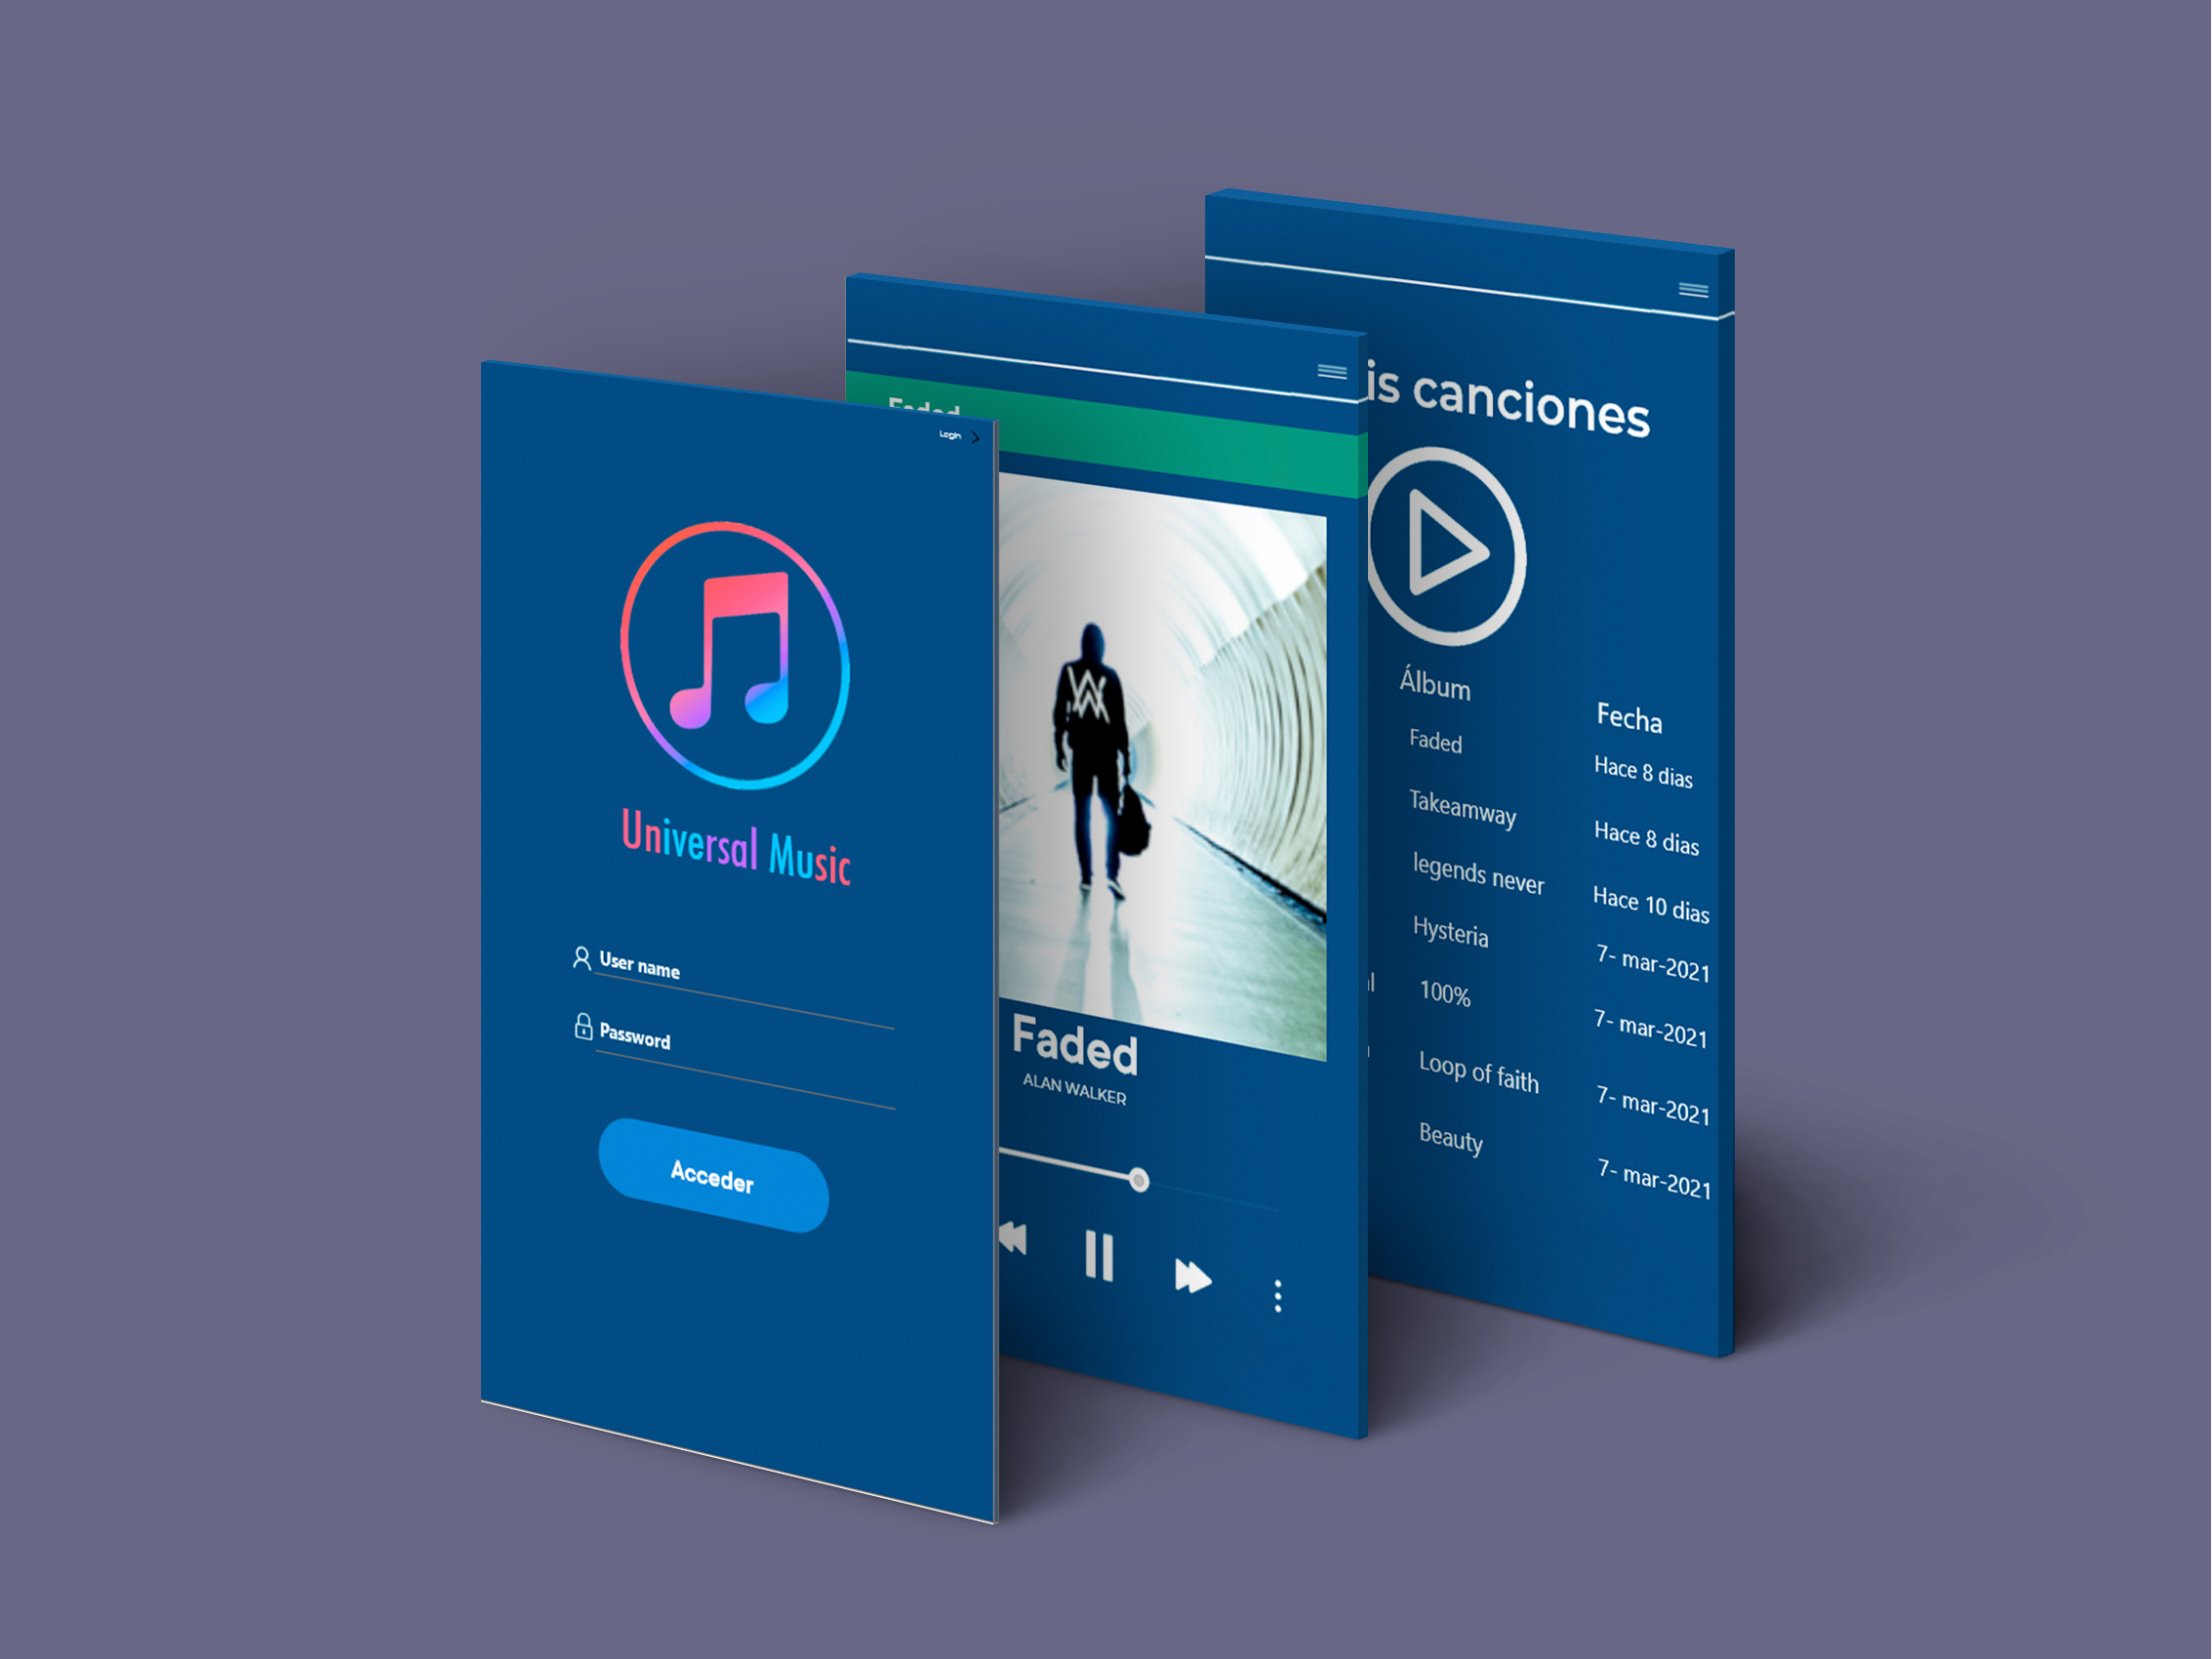 Login
Universal Music
User name
Password
Acceder
Faded
Faded
ALAN WALKER
is canciones
Álbum
Fecha
Faded
Hace 8 dias
Takeamway
Hace 8 dias
legends never
Hace 10 dias
Hysteria
7- mar-2021
100%
7- mar-2021
Loop of faith
7- mar-2021
Beauty
7- mar-2021